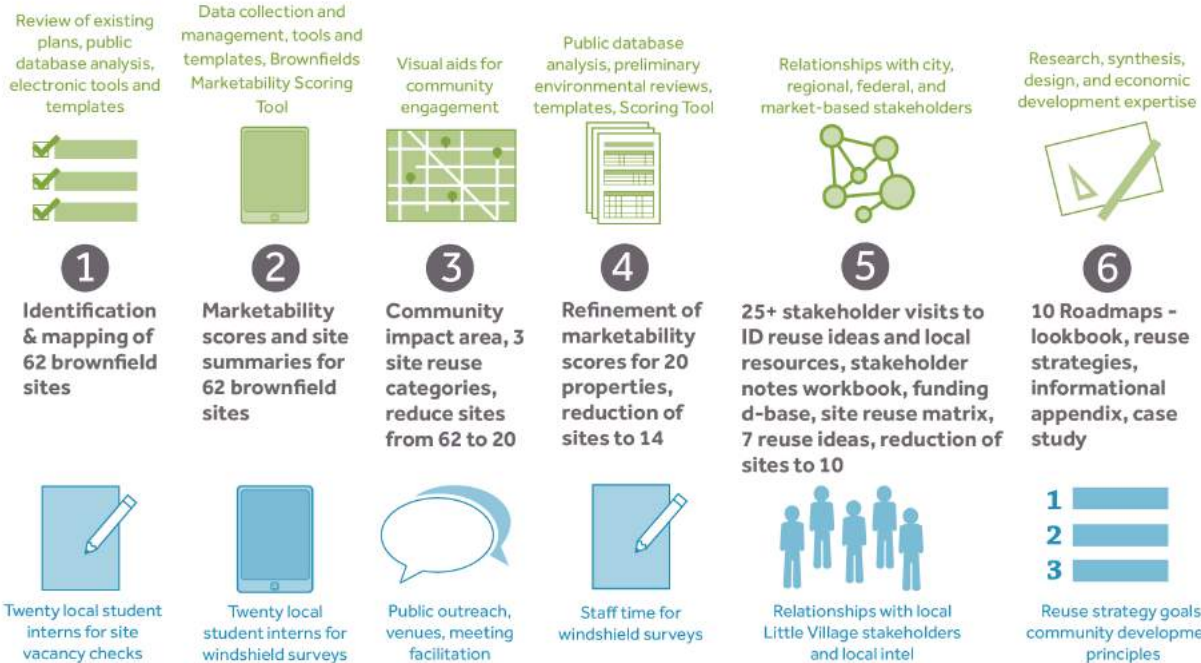 Review of existing
plans, public
database analysis,
electronic tools and
templates
Data collection and
management, tools and
templates, Brownfields
Marketability Scoring
Tool
Visual aids for
community
engagement
Public database
analysis, preliminary
environmental reviews,
templates, Scoring Tool
Relationships with city,
regional, federal, and
market-based stakeholders
Research, synthesis,
design, and economic
development expertise
1
Identification
& mapping of
62 brownfield
sites
2
Marketability
scores and site
summaries for
62 brownfield
sites
3
Community
impact area, 3
site reuse
categories,
reduce sites
from 62 to 20
4
Refinement of
marketability
scores for 20
properties,
reduction of
sites to 14
5
25+ stakeholder visits to
ID reuse ideas and local
resources, stakeholder
notes workbook, funding
d-base, site reuse matrix,
7 reuse ideas, reduction of
sites to 10
6
10 Roadmaps -
lookbook, reuse
strategies,
informational
appendix, case
study
Twenty local student
interns for site
vacancy checks
Twenty local
student interns for
windshield surveys
Public outreach,
venues, meeting
facilitation
Staff time for
windshield surveys
Relationships with local
Little Village stakeholders
and local intel
1
2
3
Reuse strategy goals
community developme
principles